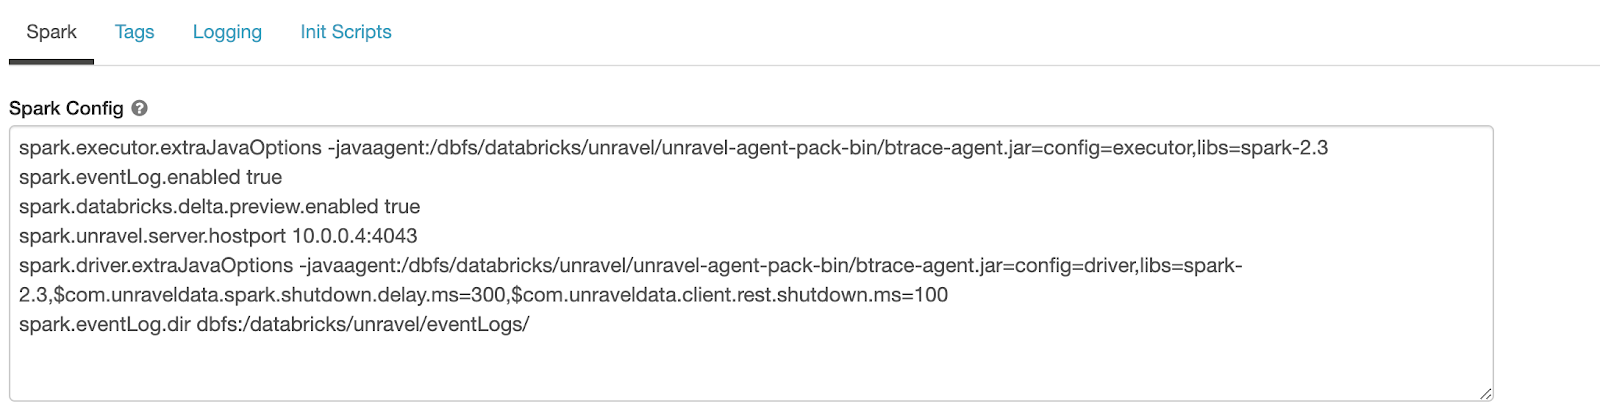 Spark Tags Logging Init Scripts
Spark Config ?
spark.executor.extraJavaOptions -javaagent:/dbfs/databricks/unravel/unravel-agent-pack-bin/btrace-agent.jar=config=executor,libs=spark-2.3
spark.eventLog.enabled true
spark.databricks.delta.preview.enabled true
spark.unravel.server.hostport 10.0.0.4:4043
spark.driver.extraJavaOptions -javaagent:/dbfs/databricks/unravel/unravel-agent-pack-bin/btrace-agent.jar=config=driver,libs=spark-
2.3,$com.unraveldata.spark.shutdown.delay.ms=300,$com.unraveldata.client.rest.shutdown.ms=100
spark.eventLog.dir dbfs:/databricks/unravel/eventLogs/